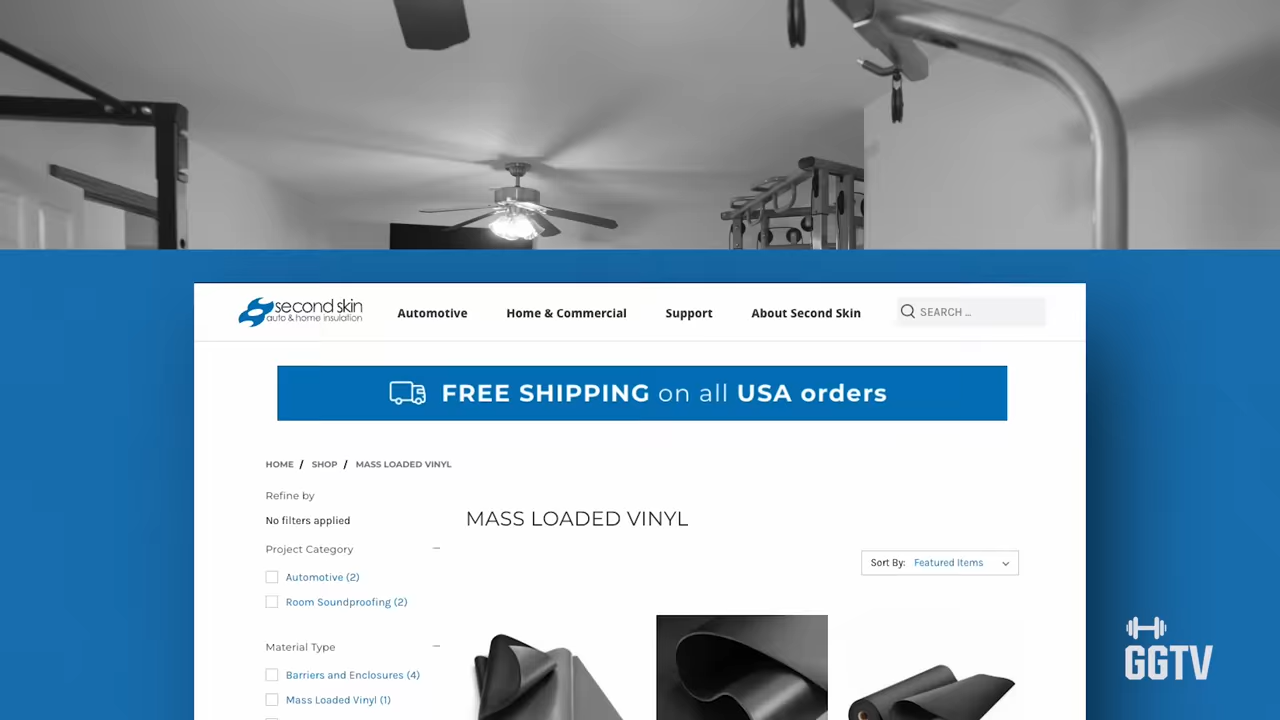 second skin
auto & home insulation
Automotive
Home & Commercial
Support
About Second Skin
SEARCH ...
FREE SHIPPING on all USA orders
HOME / SHOP / MASS LOADED VINYL
Refine by
No filters applied
MASS LOADED VINYL
Project Category
Sort By: Featured Items
Automotive (2)
Room Soundproofing (2)
Material Type
Barriers and Enclosures (4)
Mass Loaded Vinyl (1)
GGTV